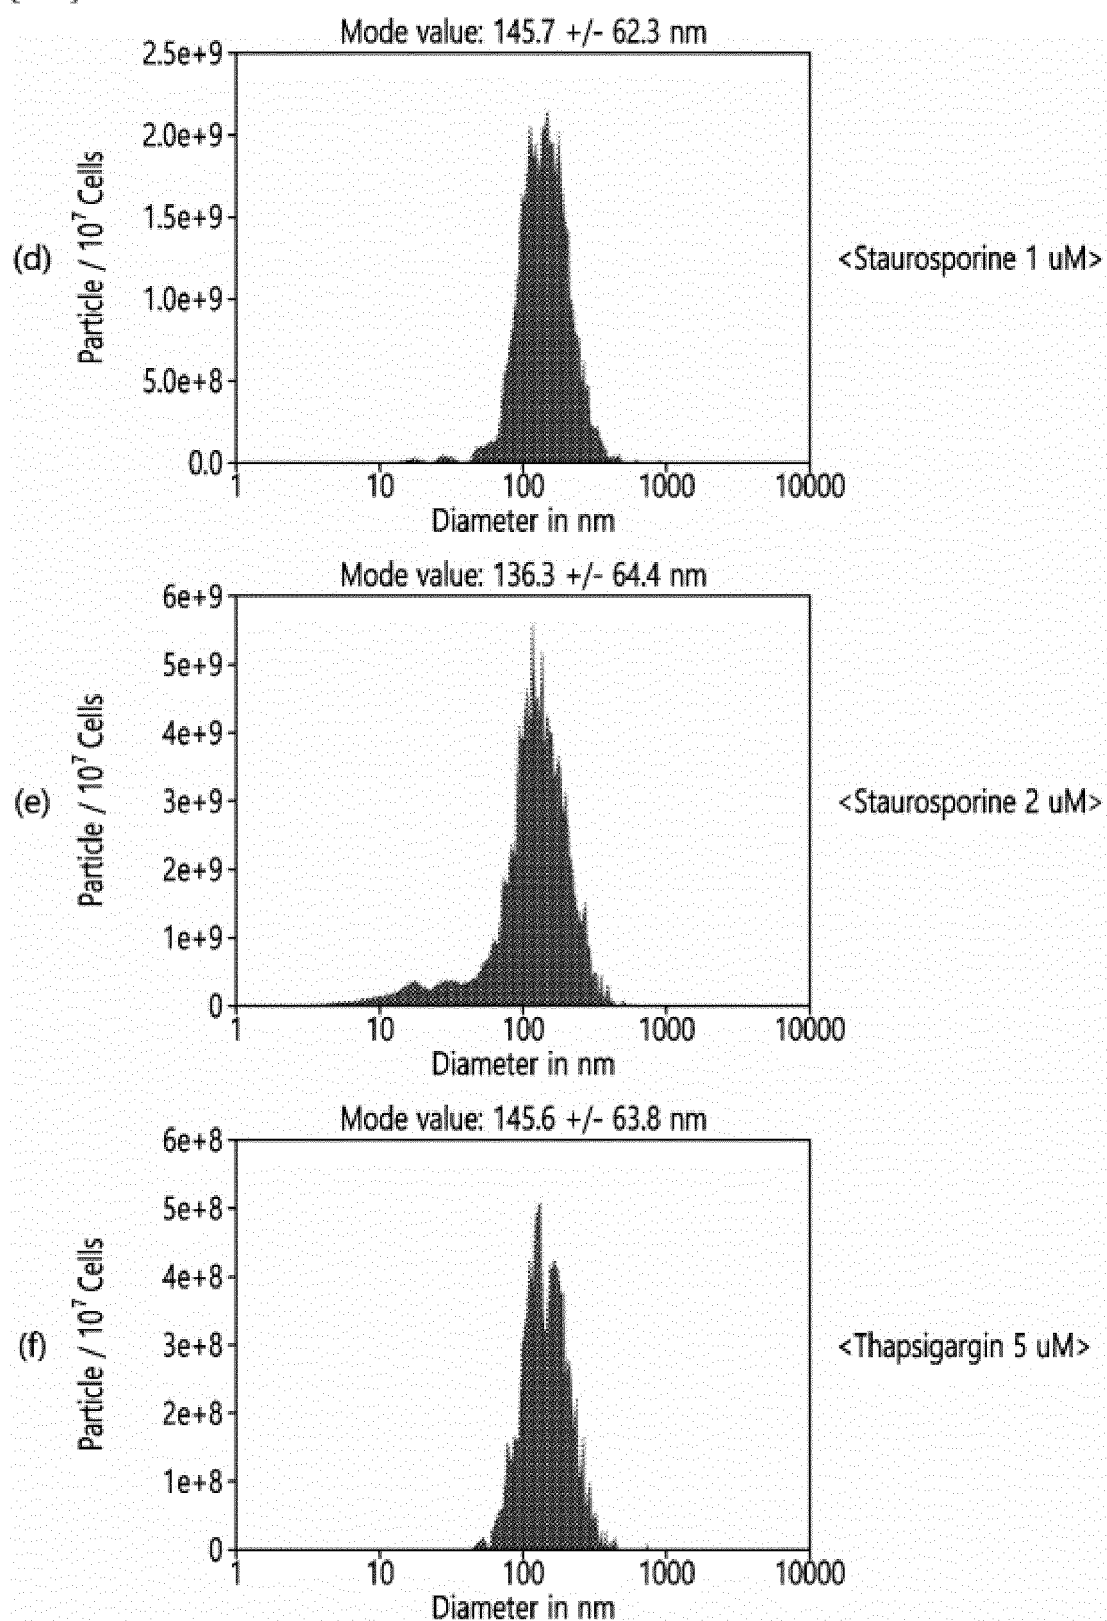 Mode value: 145.7 +/- 62.3 nm
2.5e+9
2.0e+9
1.5e+9
1.0e+9
5.0e+8
0.0
Particle / 10⁷ Cells
(d)
<Staurosporine 1 uM>
1 10 100 1000 10000
Diameter in nm
Mode value: 136.3 +/- 64.4 nm
6e+9
5e+9
4e+9
3e+9
2e+9
1e+9
0
Particle / 10⁷ Cells
(e)
<Staurosporine 2 uM>
1 10 100 1000 10000
Diameter in nm
Mode value: 145.6 +/- 63.8 nm
6e+8
5e+8
4e+8
3e+8
2e+8
1e+8
0
Particle / 10⁷ Cells
(f)
<Thapsigargin 5 uM>
1 10 100 1000 10000
Diameter in nm